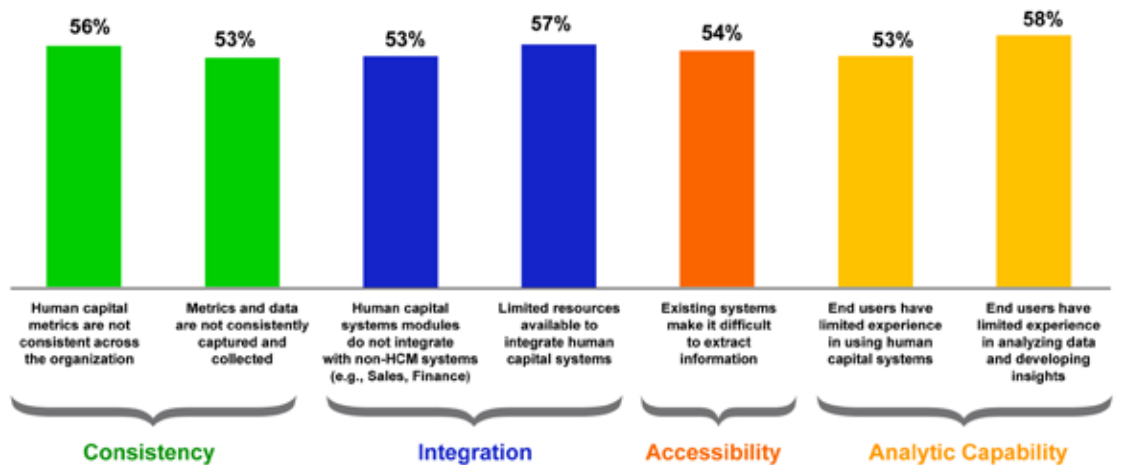 56%
53%
53%
57%
54%
53%
58%
Human capital
metrics are not
consistent across
the organization
Metrics and data
are not consistently
captured and
collected
Human capital
systems modules
do not integrate
with non-HCM systems
(e.g., Sales, Finance)
Limited resources
available to
integrate human
capital systems
Existing systems
make it difficult
to extract
information
End users have
limited experience
in using human
capital systems
End users have
limited experience
in analyzing data
and developing
insights
Consistency
Integration
Accessibility
Analytic Capability